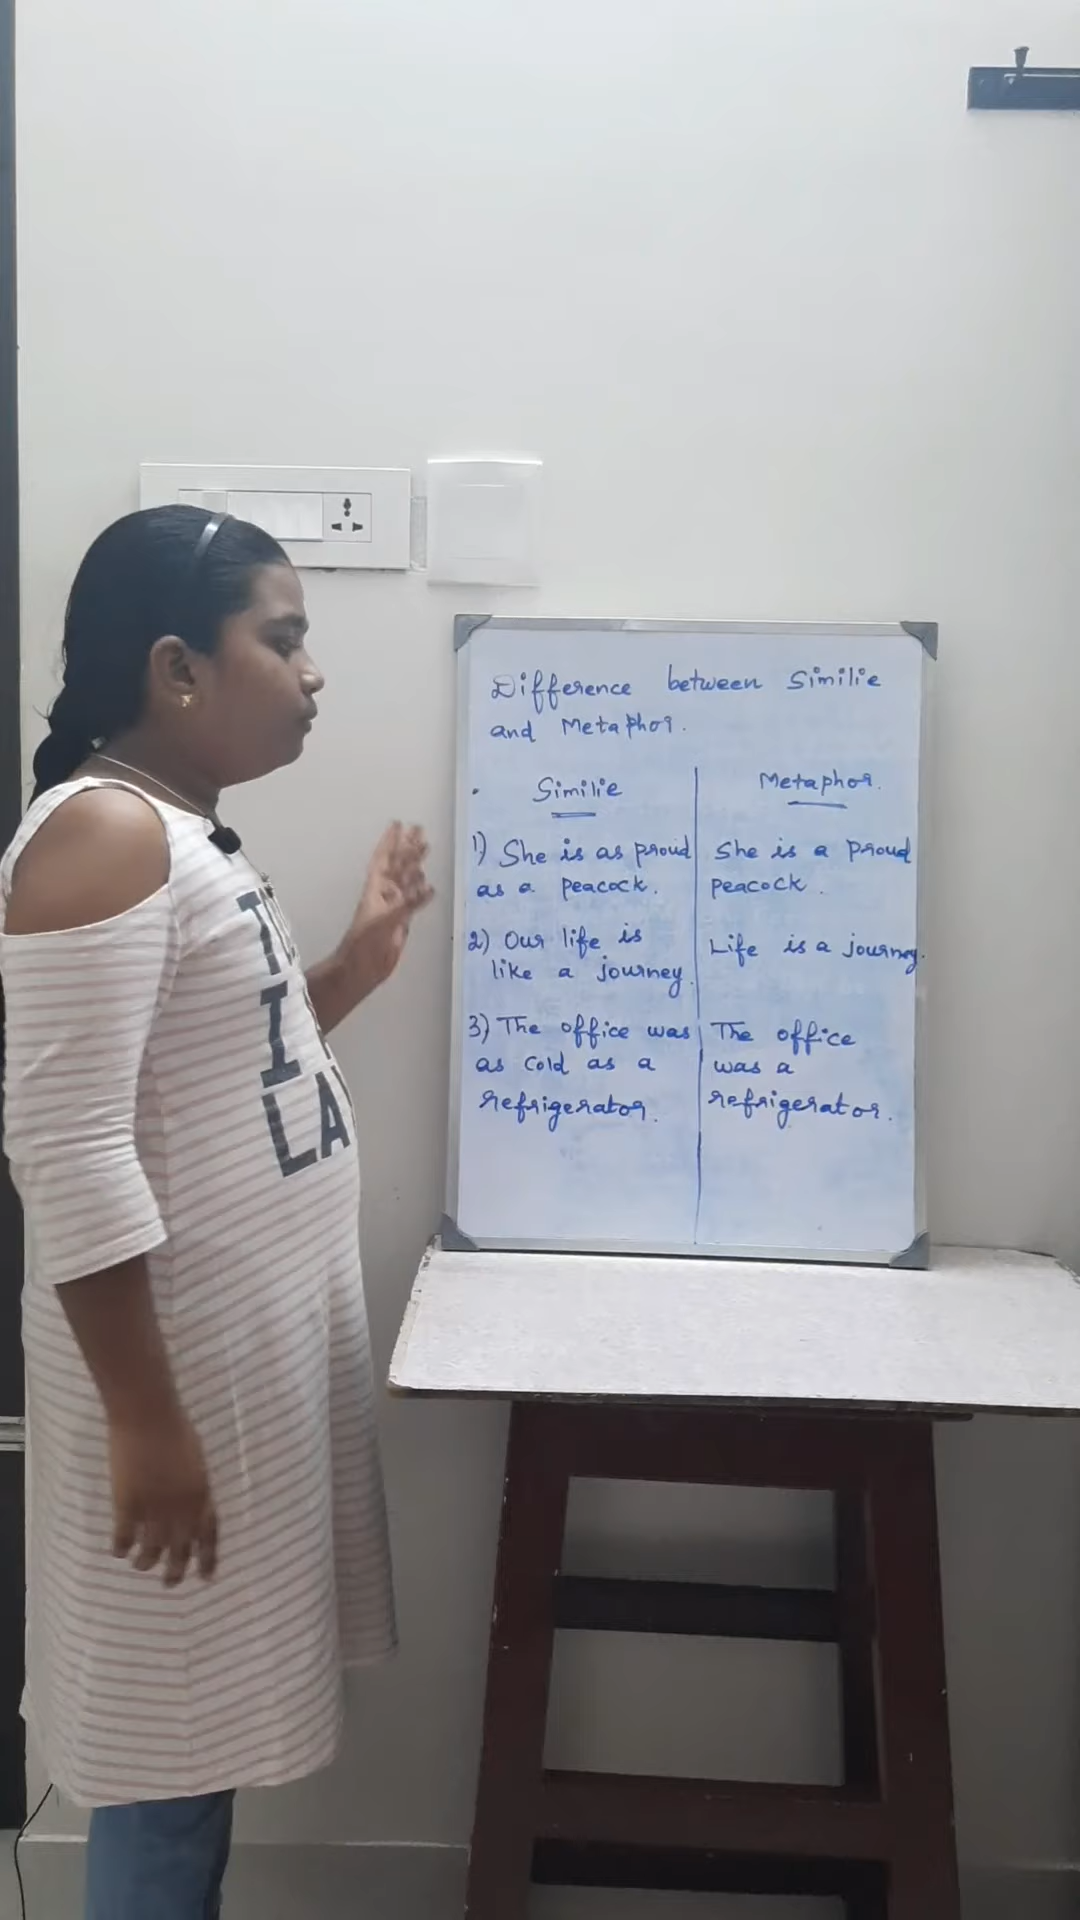 Difference between Similie
and Metaphor.
Similie
1) She is as proud
as a peacock.
2) Our life is
like a journey.
3) The office was
as cold as a
refrigerator.
Metaphor.
She is a proud
peacock.
Life is a journey.
The office
was a
refrigerator.
I